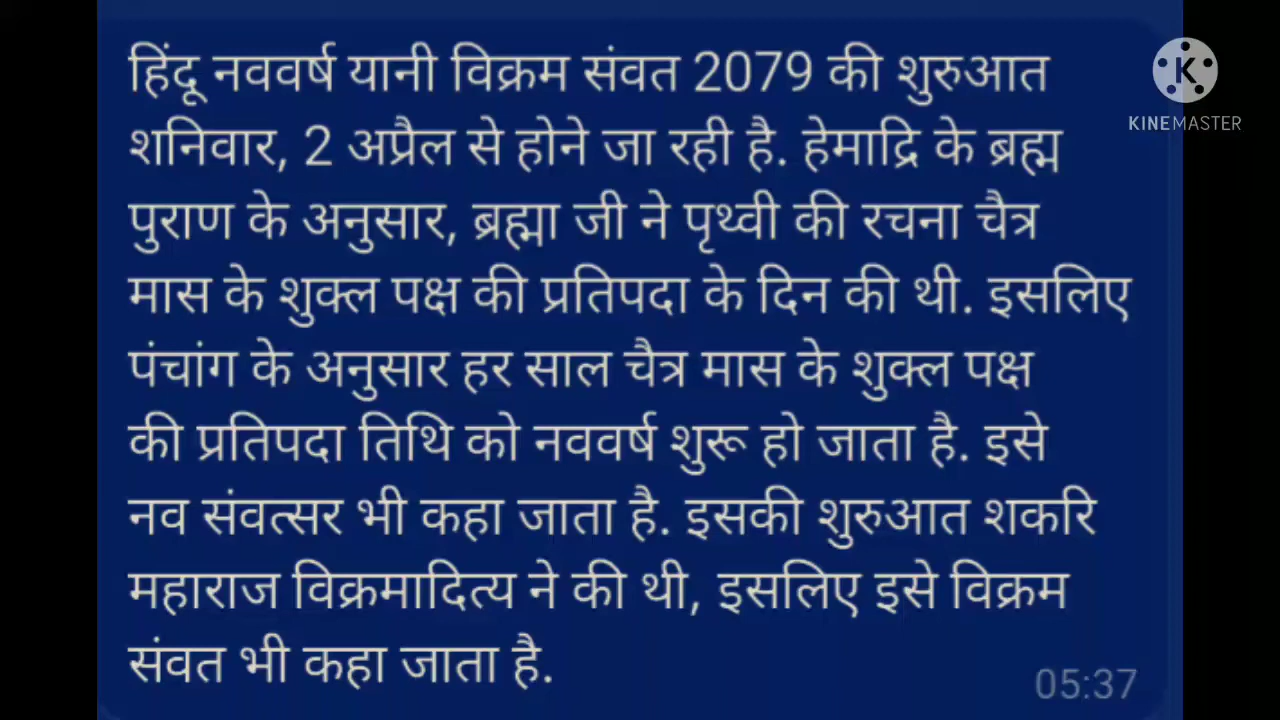 हिंदू नववर्ष यानी विक्रम संवत 2079 की शुरुआत
शनिवार, 2 अप्रैल से होने जा रही है. हेमाद्रि के ब्रह्म
पुराण के अनुसार, ब्रह्मा जी ने पृथ्वी की रचना चैत्र
मास के शुक्ल पक्ष की प्रतिपदा के दिन की थी. इसलिए
पंचांग के अनुसार हर साल चैत्र मास के शुक्ल पक्ष
की प्रतिपदा तिथि को नववर्ष शुरू हो जाता है. इसे
नव संवत्सर भी कहा जाता है. इसकी शुरुआत शकरि
महाराज विक्रमादित्य ने की थी, इसलिए इसे विक्रम
संवत भी कहा जाता है.
05:37
K
KINEMASTER